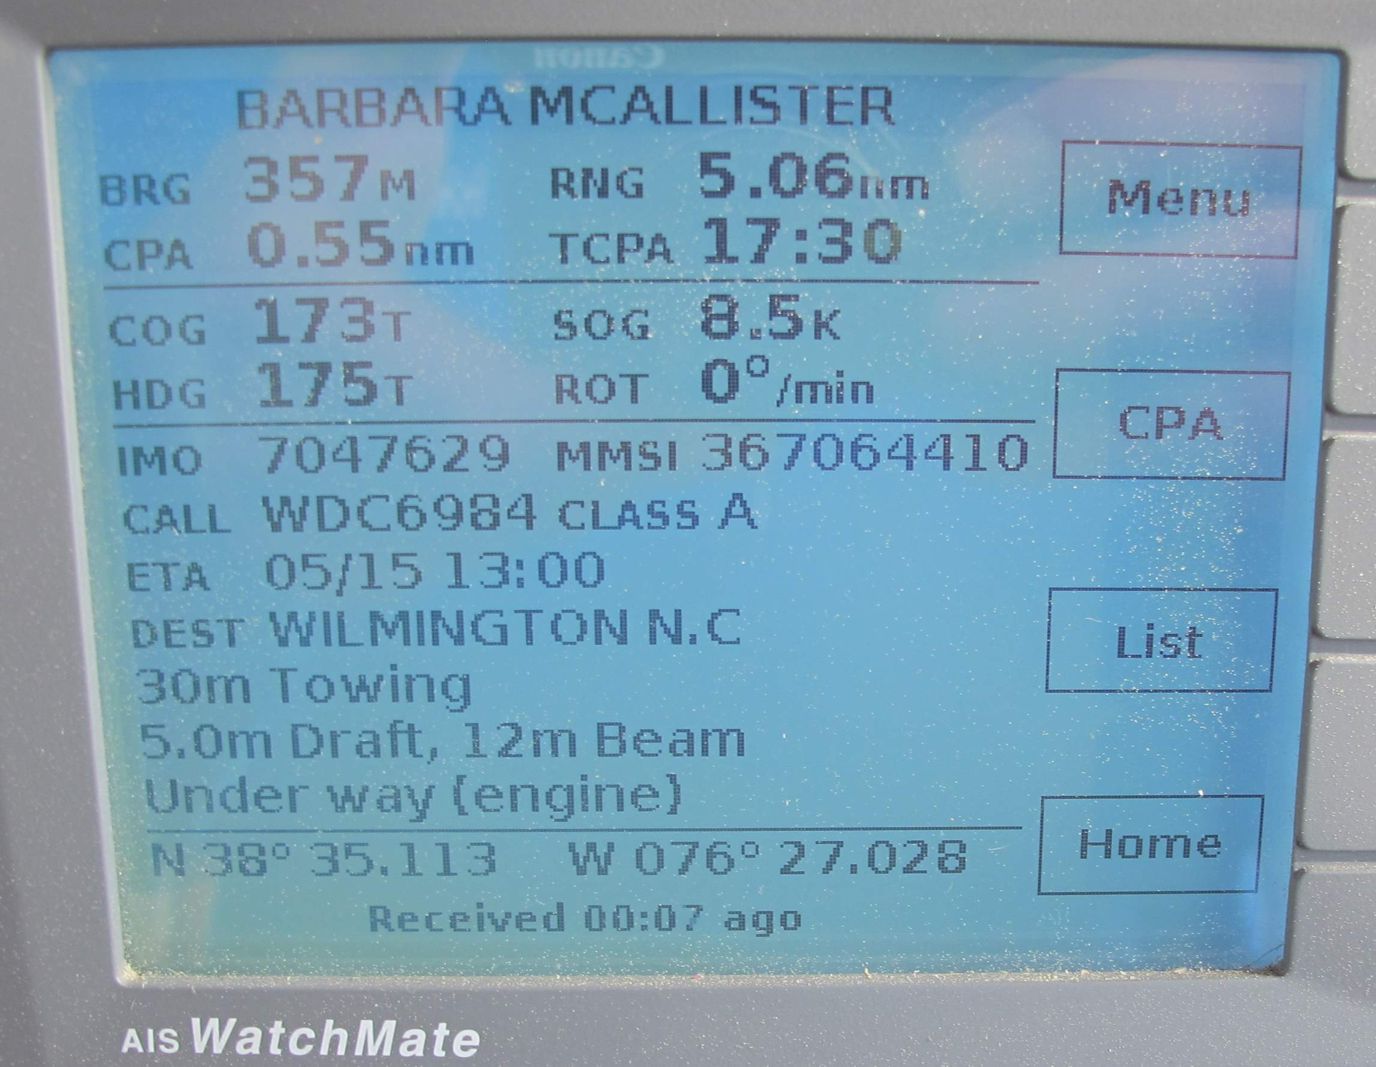 Canon
BARBARA MCALLISTER
BRG 357M RNG 5.06nm
CPA 0.55nm TCPA 17:30
COG 173T SOG 8.5K
HDG 175T ROT 0°/min
IMO 7047629 MMSI 367064410
CALL WDC6984 CLASS A
ETA 05/15 13:00
DEST WILMINGTON N.C
30m Towing
5.0m Draft, 12m Beam
Under way (engine)
N 38° 35.113 W 076° 27.028
Received 00:07 ago
Menu
CPA
List
Home
AIS WatchMate